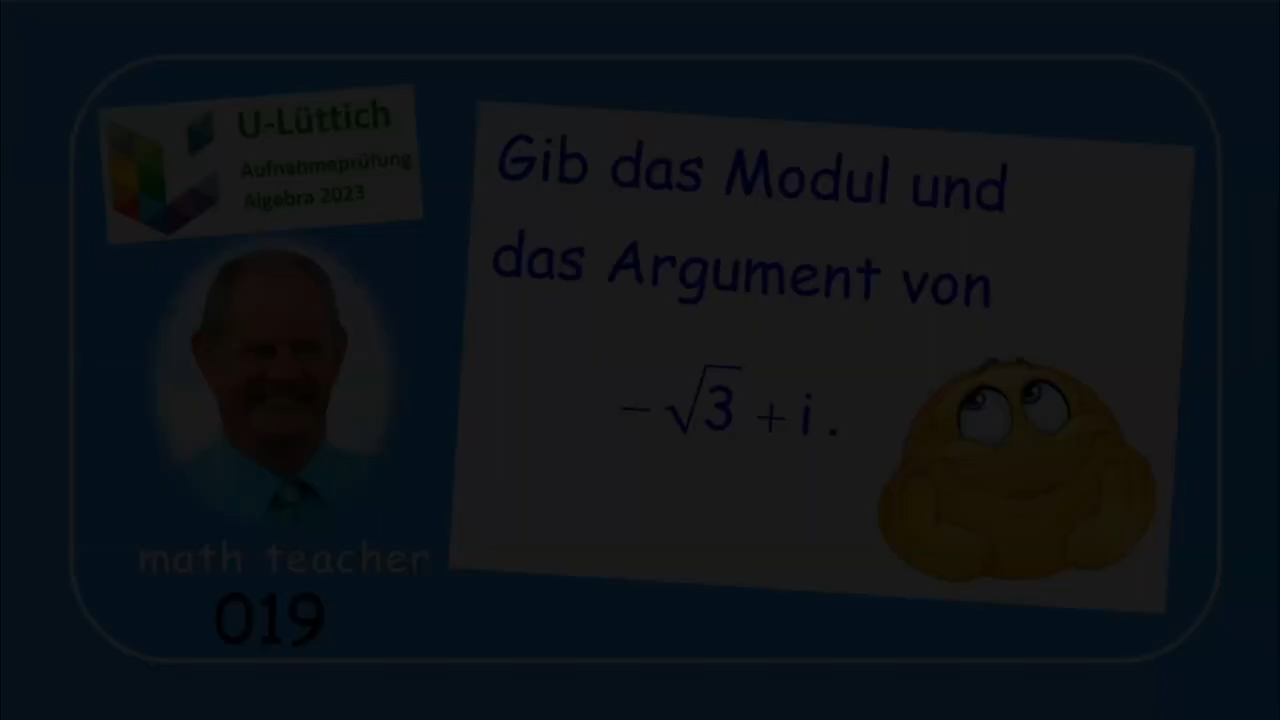 U-Lüttich
Aufnahmeprüfung
Algebra 2023
Gib das Modul und
das Argument von
-√3 + i.
math teacher
019